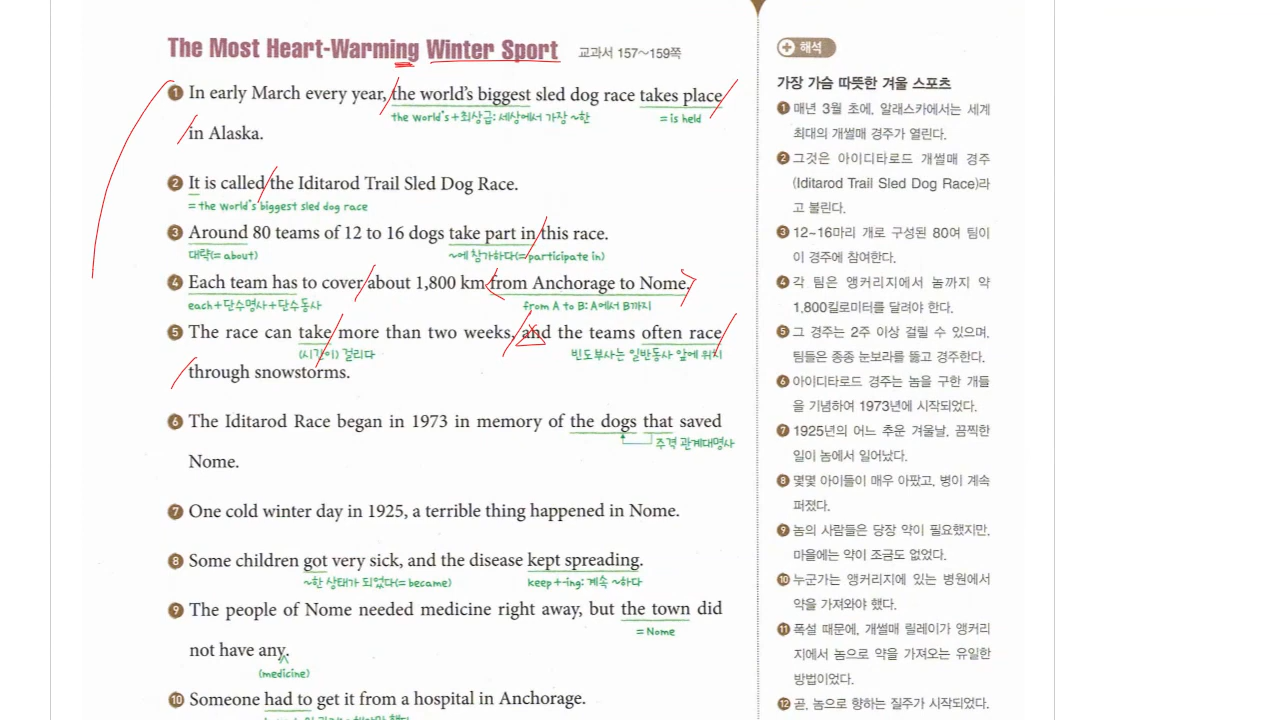 The Most Heart-Warming Winter Sport 교과서 157~159쪽
1 In early March every year, the world's biggest sled dog race takes place
the world's+최상급: 세상에서 가장 ~한 = is held
in Alaska.
2 It is called the Iditarod Trail Sled Dog Race.
= the world's biggest sled dog race
3 Around 80 teams of 12 to 16 dogs take part in this race.
대략(= about) ~에 참가하다(=participate in)
4 Each team has to cover about 1,800 km from Anchorage to Nome.
each+단수명사+단수동사 from A to B: A에서 B까지
5 The race can take more than two weeks, and the teams often race
(시간이) 걸리다 빈도부사는 일반동사 앞에 위치
through snowstorms.
6 The Iditarod Race began in 1973 in memory of the dogs that saved
주격 관계대명사
Nome.
7 One cold winter day in 1925, a terrible thing happened in Nome.
8 Some children got very sick, and the disease kept spreading.
~한 상태가 되었다(= became) keep+-ing: 계속 ~하다
9 The people of Nome needed medicine right away, but the town did
= Nome
not have any.
(medicine)
10 Someone had to get it from a hospital in Anchorage.
해석
가장 가슴 따뜻한 겨울 스포츠
1 매년 3월 초에, 알래스카에서는 세계
최대의 개썰매 경주가 열린다.
2 그것은 아이디타로드 개썰매 경주
(Iditarod Trail Sled Dog Race)라
고 불린다.
3 12~16마리 개로 구성된 80여 팀이
이 경주에 참여한다.
4 각 팀은 앵커리지에서 놈까지 약
1,800킬로미터를 달려야 한다.
5 그 경주는 2주 이상 걸릴 수 있으며,
팀들은 종종 눈보라를 뚫고 경주한다.
6 아이디타로드 경주는 놈을 구한 개들
을 기념하여 1973년에 시작되었다.
7 1925년의 어느 추운 겨울날, 끔찍한
일이 놈에서 일어났다.
8 몇몇 아이들이 매우 아팠고, 병이 계속
퍼졌다.
9 놈의 사람들은 당장 약이 필요했지만,
마을에는 약이 조금도 없었다.
10 누군가는 앵커리지에 있는 병원에서
약을 가져와야 했다.
11 폭설 때문에, 개썰매 릴레이가 앵커리
지에서 놈으로 약을 가져오는 유일한
방법이었다.
12 곧, 놈으로 향하는 질주가 시작되었다.